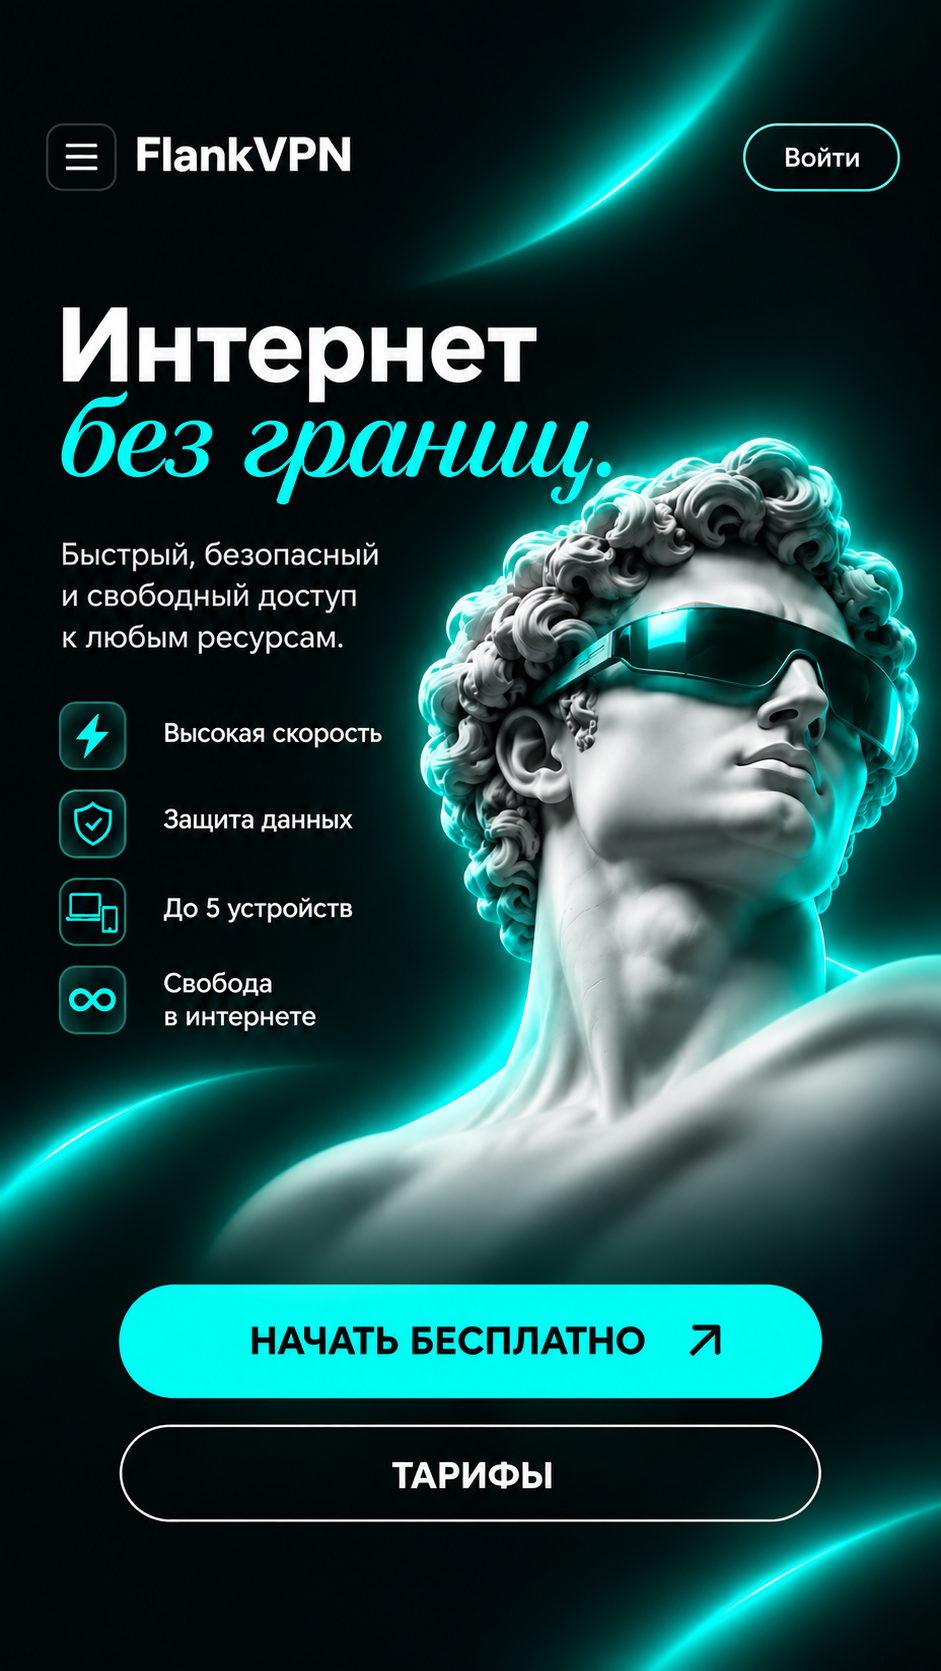 FlankVPN
Войти
Интернет
без границ.
Быстрый, безопасный
и свободный доступ
к любым ресурсам.
Высокая скорость
Защита данных
До 5 устройств
Свобода
в интернете
НАЧАТЬ БЕСПЛАТНО
ТАРИФЫ